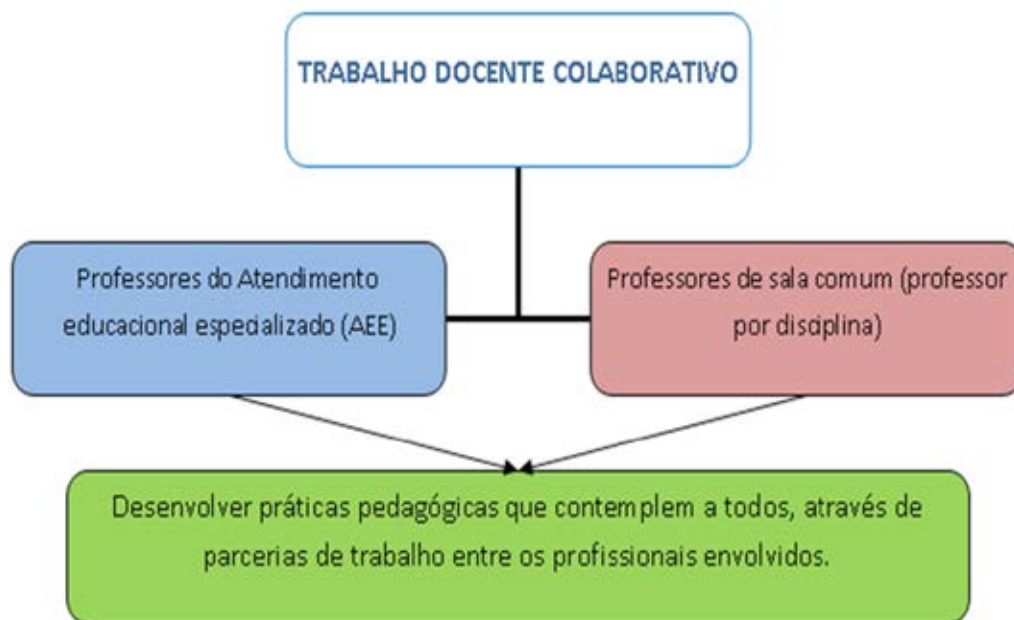 TRABALHO DOCENTE COLABORATIVO
Professores do Atendimento
educacional especializado (AEE)
Professores de sala comum (professor
por disciplina)
Desenvolver práticas pedagógicas que contemplem a todos, através de
parcerias de trabalho entre os profissionais envolvidos.